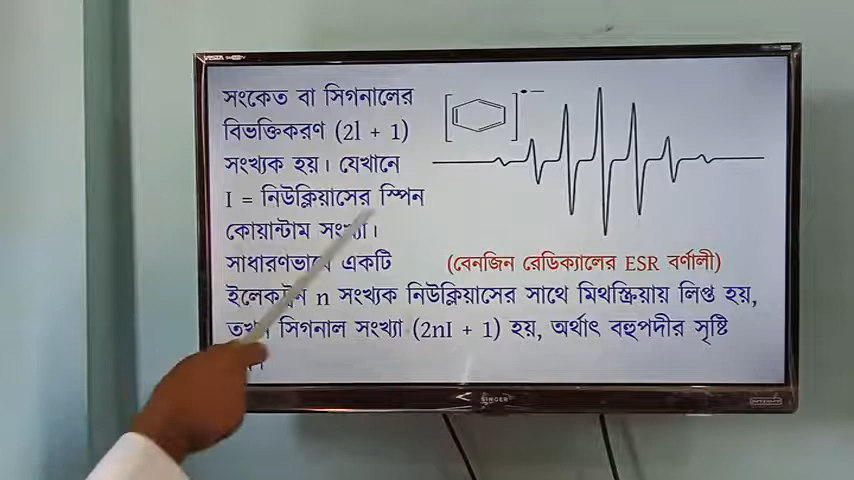 সংকেত বা সিগনালের
বিভক্তিকরণ (2l + 1)
সংখ্যক হয়। যেখানে
I = নিউক্লিয়াসের স্পিন
কোয়ান্টাম সংখ্যা।
সাধারণভাবে একটি
(বেনজিন রেডিক্যালের ESR বর্ণালী)
ইলেকট্রন n সংখ্যক নিউক্লিয়াসের সাথে মিথস্ক্রিয়ায় লিপ্ত হয়,
তখন সিগনাল সংখ্যা (2nI + 1) হয়, অর্থাৎ বহুপদীর সৃষ্টি
SINGER